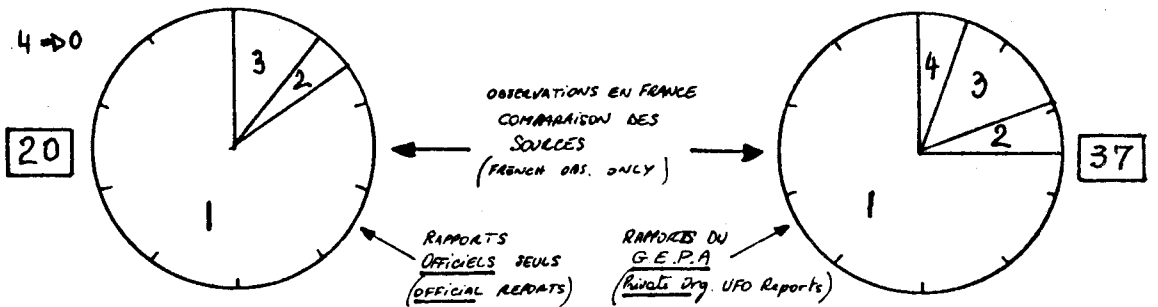 4 ⇒ 0
3
2
1
20
OBSERVATIONS EN FRANCE
COMPARAISON DES
SOURCES
(FRENCH OBS. ONLY)
4
3
2
1
37
RAPPORTS
OFFICIELS SEULS
(OFFICIAL REPORTS)
RAPPORTS DU
G.E.P.A
(Private Org. UFO Reports)